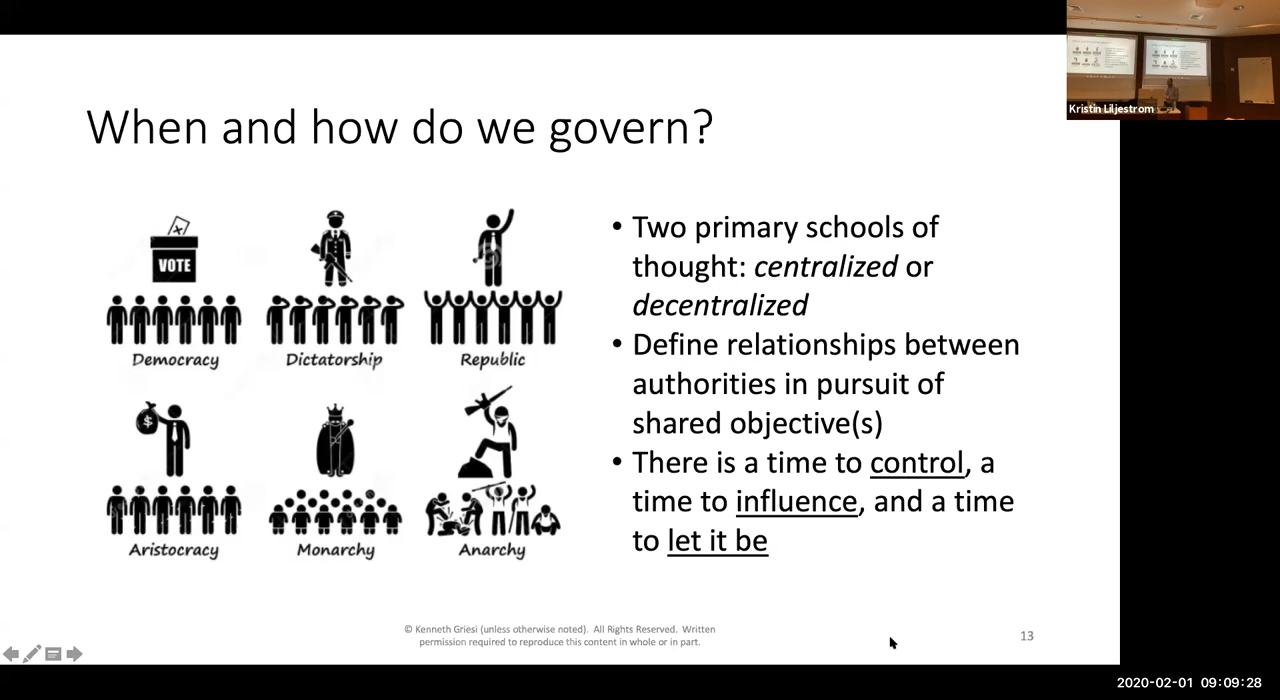 Kristin Liljestrom
When and how do we govern?
VOTE
Democracy
Dictatorship
Republic
$
Aristocracy
Monarchy
Anarchy
• Two primary schools of
thought: centralized or
decentralized
• Define relationships between
authorities in pursuit of
shared objective(s)
• There is a time to control, a
time to influence, and a time
to let it be
© Kenneth Griesi (unless otherwise noted). All Rights Reserved. Written
permission required to reproduce this content in whole or in part.
13
2020-02-01 09:09:28